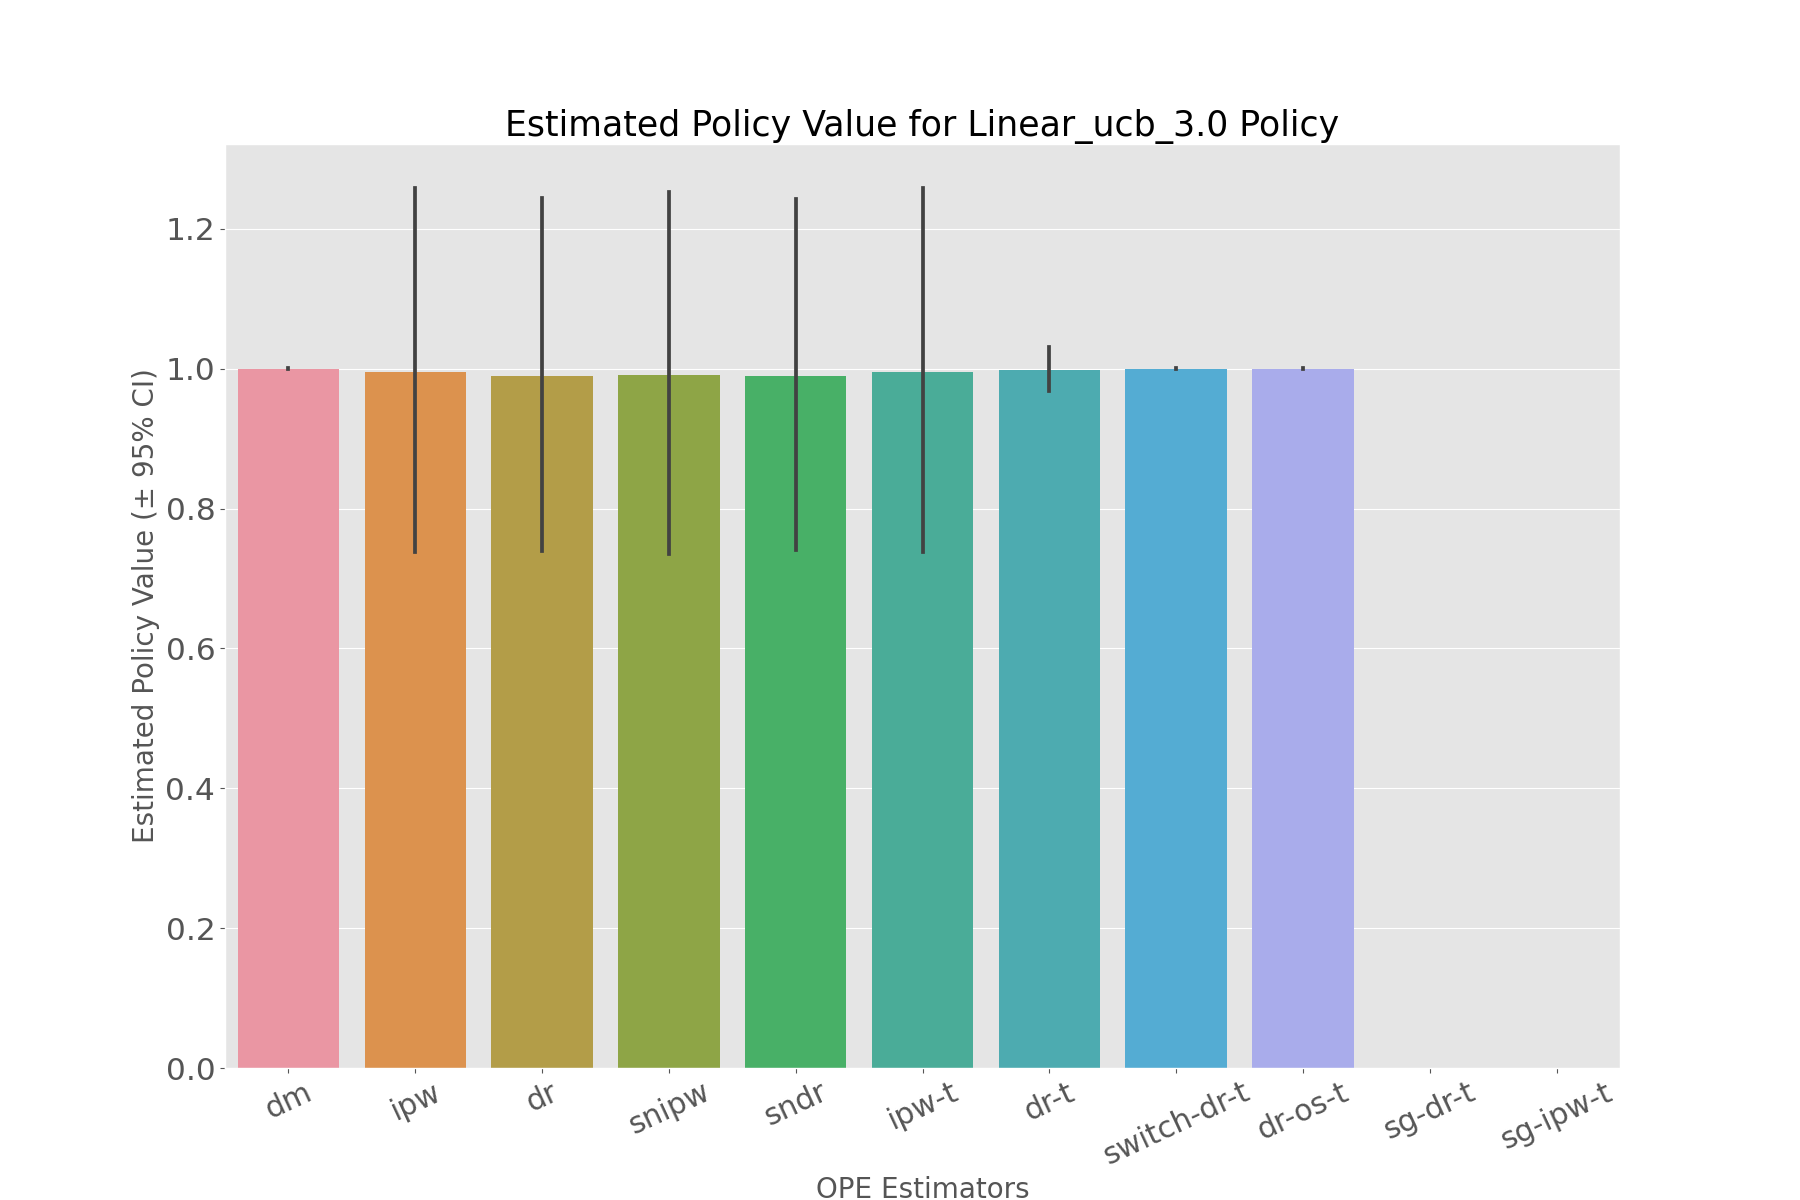 Estimated Policy Value for Linear_ucb_3.0 Policy
Estimated Policy Value (± 95% CI)
1.2
1.0
0.8
0.6
0.4
0.2
0.0
dm
ipw
dr
snipw
sndr
ipw-t
dr-t
switch-dr-t
dr-os-t
sg-dr-t
sg-ipw-t
OPE Estimators